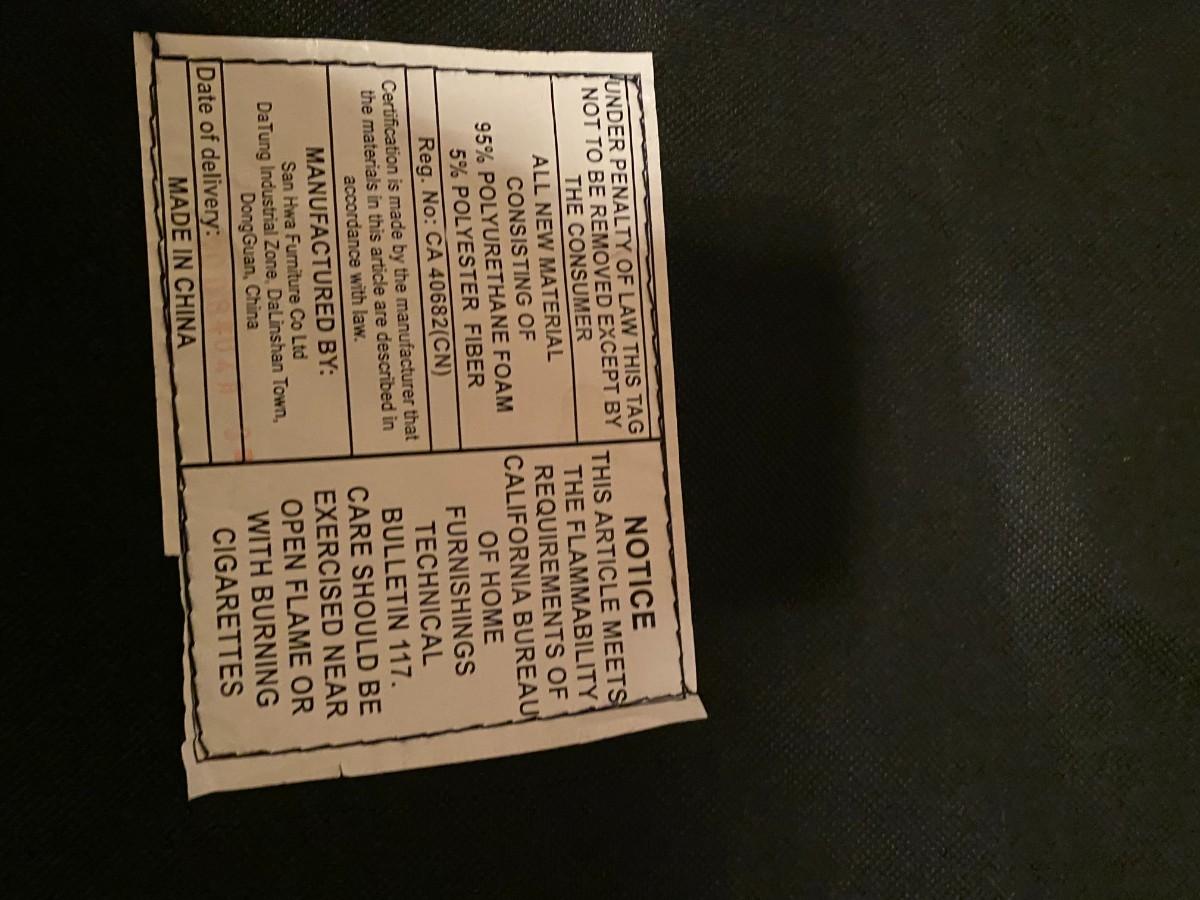 UNDER PENALTY OF LAW THIS TAG
NOT TO BE REMOVED EXCEPT BY
THE CONSUMER
ALL NEW MATERIAL
CONSISTING OF
95% POLYURETHANE FOAM
5% POLYESTER FIBER
Reg. No: CA 40682(CN)
Certification is made by the manufacturer that
the materials in this article are described in
accordance with law.
MANUFACTURED BY:
San Hwa Furniture Co Ltd
DaTung Industrial Zone, DaLinshan Town,
DongGuan, China
Date of delivery:
MADE IN CHINA
NOTICE
THIS ARTICLE MEETS
THE FLAMMABILITY
REQUIREMENTS OF
CALIFORNIA BUREAU
OF HOME
FURNISHINGS
TECHNICAL
BULLETIN 117.
CARE SHOULD BE
EXERCISED NEAR
OPEN FLAME OR
WITH BURNING
CIGARETTES